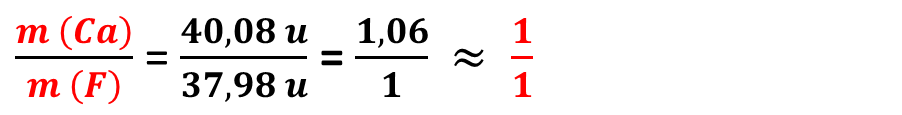 m (Ca) / m (F) = 40,08 u / 37,98 u = 1,06 / 1 ≈ 1 / 1